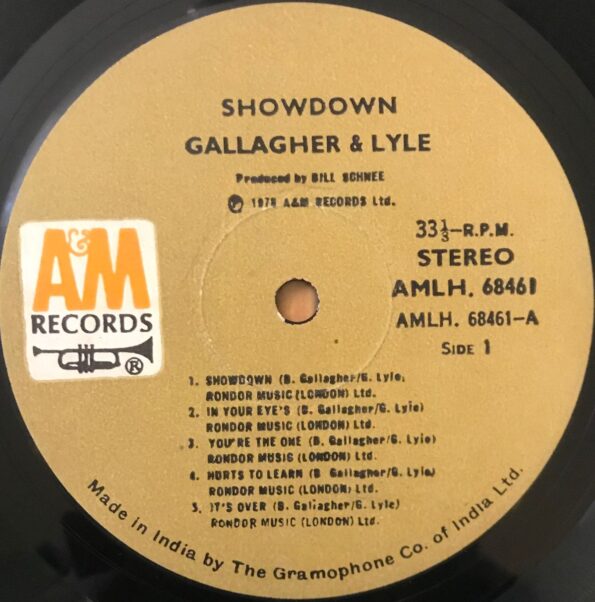 SHOWDOWN
GALLAGHER & LYLE
Produced by BILL SCHNEE
Ⓟ 1978 A&M RECORDS Ltd.
A&M
RECORDS
®
33⅓-R.P.M.
STEREO
AMLH. 68461
AMLH. 68461-A
SIDE 1
1. SHOWDOWN (B. Gallagher/G. Lyle)
RONDOR MUSIC (LONDON) Ltd.
2. IN YOUR EYE'S (B. Gallagher/G. Lyle)
RONDOR MUSIC (LONDON) Ltd.
3. YOU'RE THE ONE (B. Gallagher/G. Lyle)
RONDOR MUSIC (LONDON) Ltd.
4. HURTS TO LEARN (B Gallagher/G. Lyle)
RONDOR MUSIC (LONDON) Ltd.
5. IT'S OVER (B. Gallagher/G. Lyle)
RONDOR MUSIC (LONDON) Ltd.
Made in India by The Gramophone Co. of India Ltd.